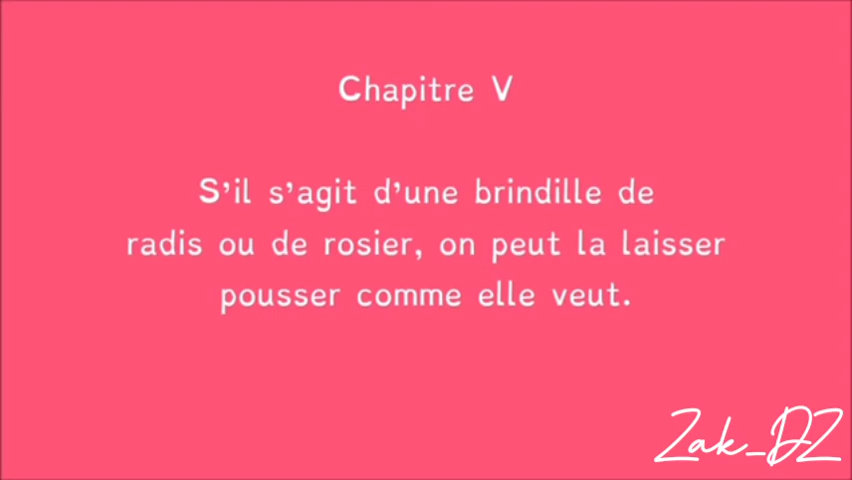 Chapitre V
S'il s'agit d'une brindille de
radis ou de rosier, on peut la laisser
pousser comme elle veut.
Zak_DZ